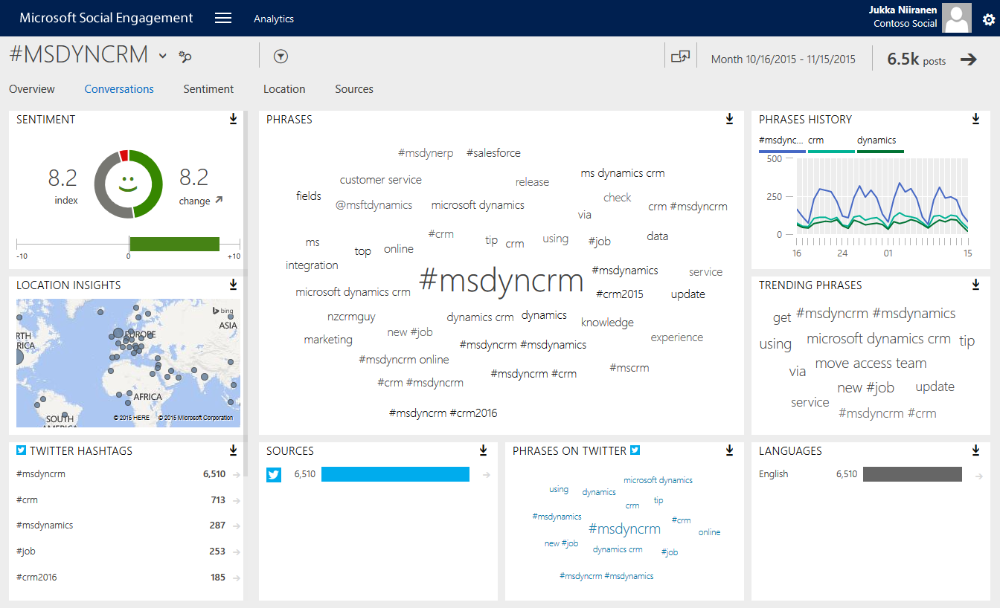 Microsoft Social Engagement
Analytics
Jukka Niiranen
Contoso Social
#MSDYNCRM
Month 10/16/2015 - 11/15/2015
6.5k posts
Overview
Conversations
Sentiment
Location
Sources
SENTIMENT
8.2
index
8.2
change
-10
0
+10
LOCATION INSIGHTS
bing
ASIA
EUROPE
RTH
RICA
AFRICA
SOUTH
AMERICA
© 2015 HERE © 2015 Microsoft Corporation
TWITTER HASHTAGS
#msdyncrm 6,510
#crm 713
#msdynamics 287
#job 253
#crm2016 185
PHRASES
#msdynerp #salesforce
customer service release ms dynamics crm
fields @msftdynamics microsoft dynamics check crm #msdyncrm
via
ms top online #crm tip crm using #job data
integration #msdyncrm #msdynamics service
microsoft dynamics crm #crm2015 update
nzcrmguy new #job dynamics crm dynamics knowledge
marketing #msdyncrm #msdynamics experience
#msdyncrm online #msdyncrm #crm #mscrm
#crm #msdyncrm
#msdyncrm #crm2016
SOURCES
6,510
PHRASES ON TWITTER
microsoft dynamics
using dynamics
crm tip
#msdynamics #crm
#msdyncrm online
new #job dynamics crm #job
#msdyncrm #msdynamics
PHRASES HISTORY
#msdync... crm dynamics
500
250
0
16 24 01 15
TRENDING PHRASES
get #msdyncrm #msdynamics
using microsoft dynamics crm tip
via move access team
new #job update
service
#msdyncrm #crm
LANGUAGES
English 6,510